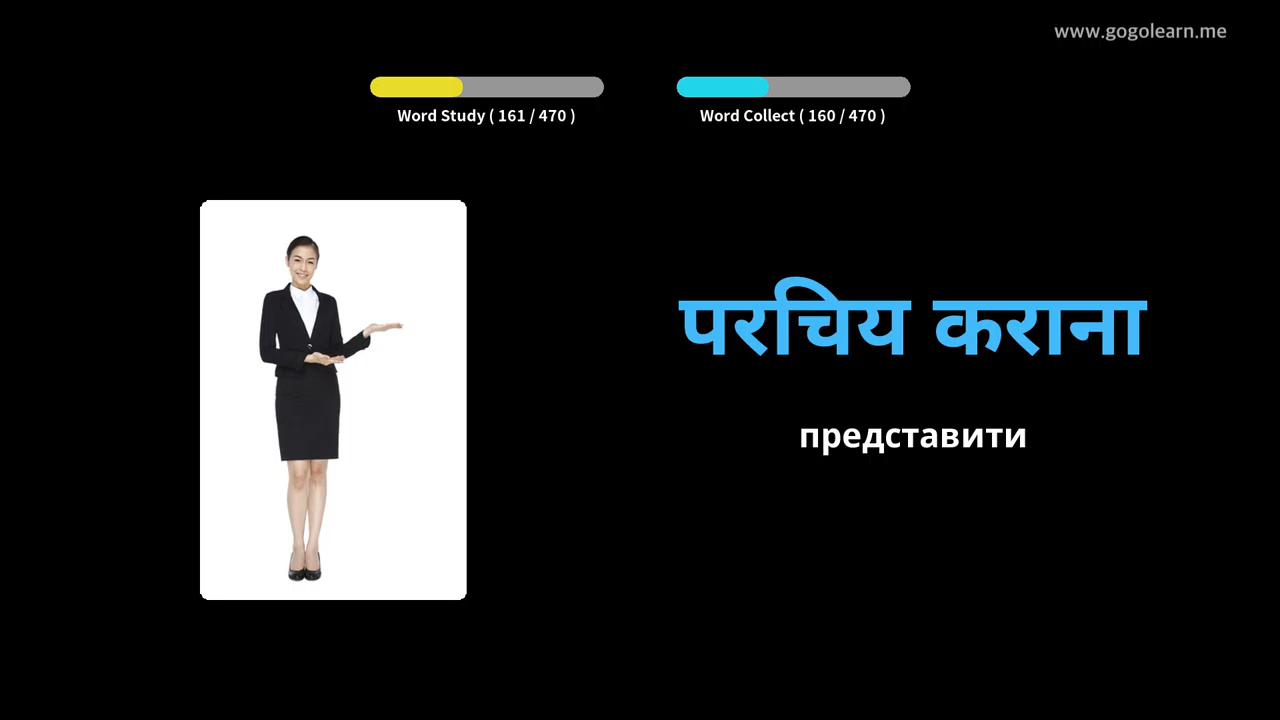 www.gogolearn.me
Word Study ( 161 / 470 )
Word Collect ( 160 / 470 )
परिचय कराना
представити